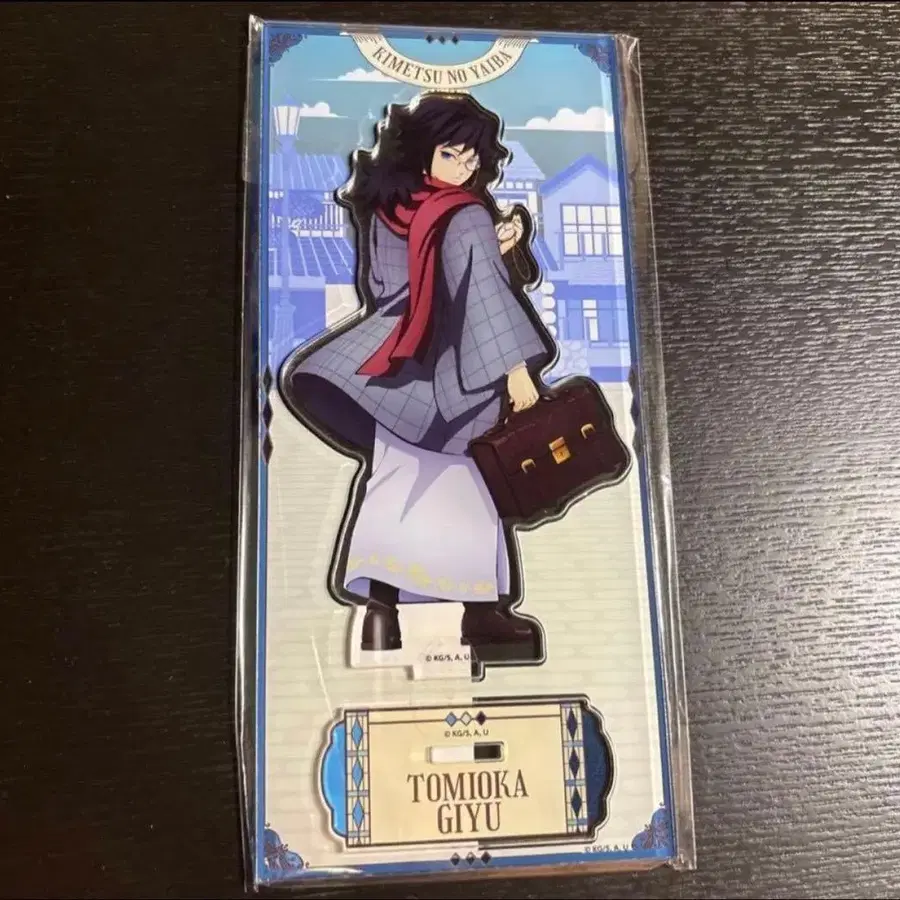 KIMETSU NO YAIBA
© KG/S, A, U
© KG/S, A, U
TOMIOKA
GIYU
© KG/S, A, U